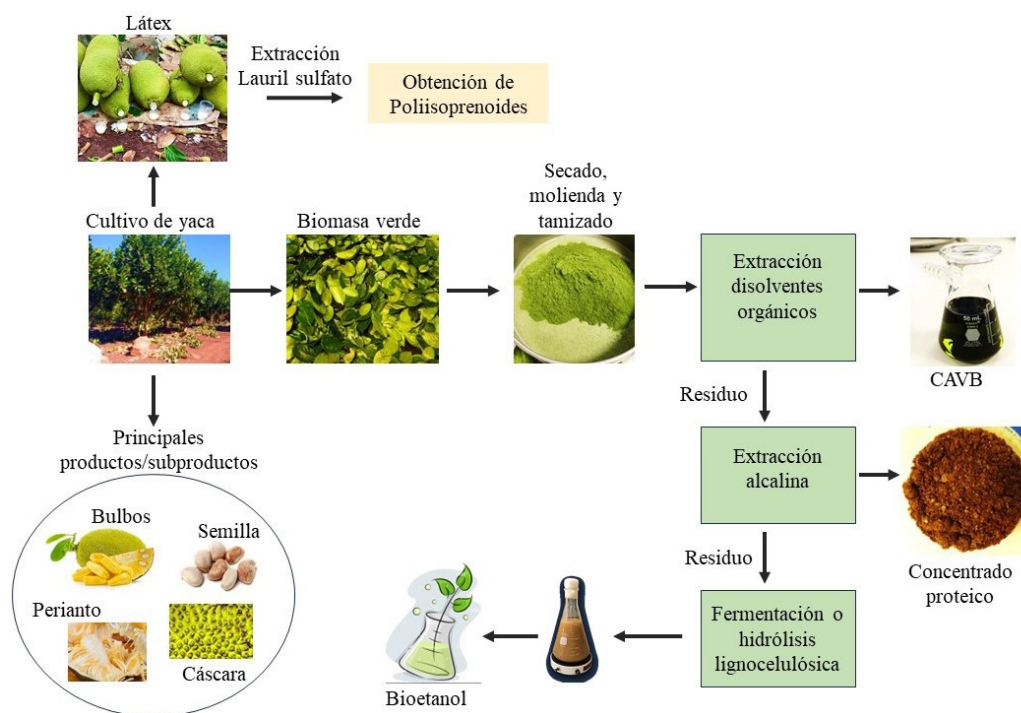 Látex
Extracción
Lauril sulfato
Obtención de
Poliisoprenoides
Cultivo de yaca
Biomasa verde
Secado,
molienda y
tamizado
Extracción
disolventes
orgánicos
CAVB
Residuo
Extracción
alcalina
Concentrado
proteico
Residuo
Fermentación o
hidrólisis
lignocelulósica
Bioetanol
Principales
productos/subproductos
Bulbos
Semilla
Perianto
Cáscara